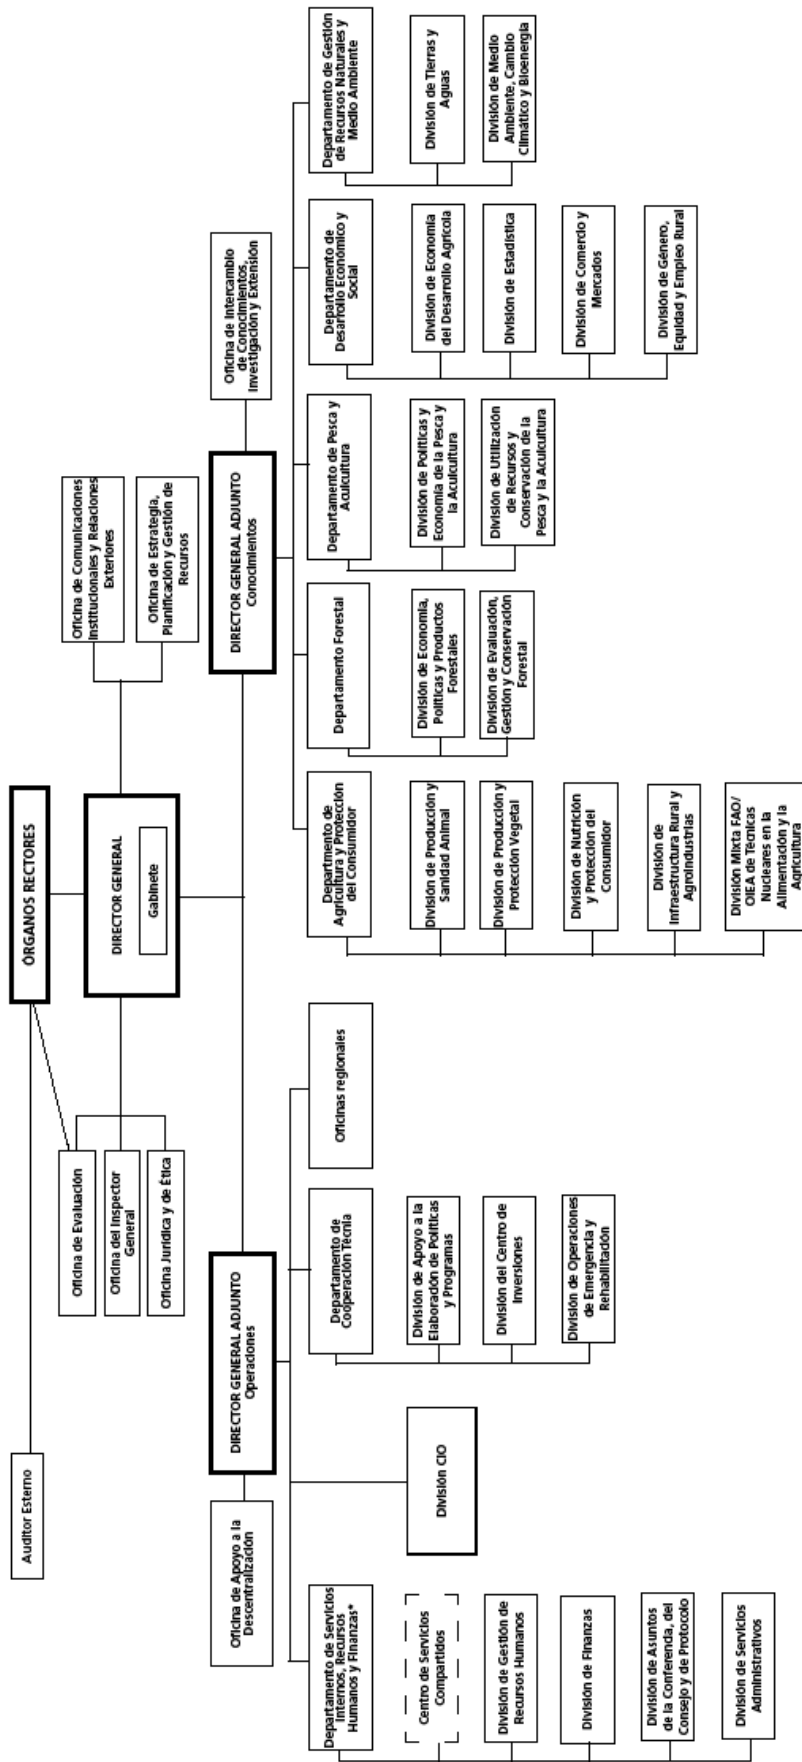 ÓRGANOS RECTORES
Auditor Esterno
DIRECTOR GENERAL
Gabinete
Oficina de Evaluación
Oficina del Inspector
General
Oficina Jurídica y de Ética
Oficina de Comunicaciones
Institucionales y Relaciones
Exteriores
Oficina de Estrategia,
Planificación y Gestión de
Recursos
Oficina de Apoyo a la
Descentralización
DIRECTOR GENERAL ADJUNTO
Operaciones
DIRECTOR GENERAL ADJUNTO
Conocimientos
Oficina de Intercambio
de Conocimientos,
Investigación y Extensión
Departamento de Servicios
Internos, Recursos
Humanos y Finanzas*
Centro de Servicios
Compartidos
División de Gestión de
Recursos Humanos
División de Finanzas
División de Asuntos
de la Conferenda, del
Consejo y de Protocolo
División de Servicios
Administrativos
División CIO
Departamento de
Cooperación Técnia
División de Apoyo a la
Elaboración de Políticas
y Programas
División del Centro de
Inversiones
División de Operaciones
de Emergencia y
Rehabilitadón
Oficinas regionales
Departmento de
Agricultura y Protección
del Consumidor
División de Producción y
Sanidad Animal
División de Producción y
Protección Vegetal
División de Nutrición
y Protección del
Consumidor
División de
Infraestructura Rural y
Agroindustrias
División Mixta FAO/
OIEA de Técnicas
Nucleares en la
Alimentación y la
Agricultura
Departamento Forestal
División de Economía,
Políticas y Productos
Forestales
División de Evaluación,
Gestión y Conservación
Forestal
Departamento de Pesca y
Aculcultura
División de Políticas y
Economía de la Pesca y
la Aculcultura
División de Utilización
de Recursos y
Conservación de la
Pesca y la Aculcultura
Departamento de
Desarrollo Económico y
Social
División de Economía
del Desarrollo Agrícola
División de Estadística
División de Comercio y
Mercados
División de Género,
Equidad y Empleo Rural
Departamento de Gestión
de Recursos Naturales y
Medio Ambiente
División de Tierras y
Aguas
División de Medio
Ambiente, Cambio
Climático y Bioenergía